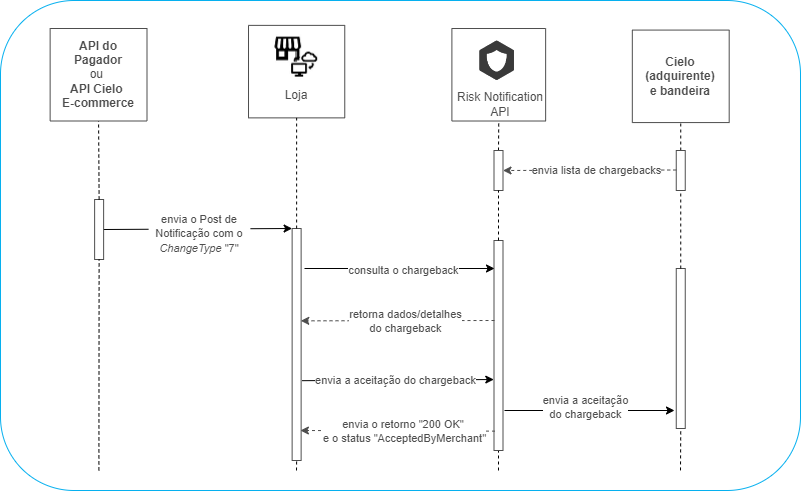 API do
Pagador
ou
API Cielo
E-commerce
Loja
Risk Notification
API
Cielo
(adquirente)
e bandeira
envia lista de chargebacks
envia o Post de
Notificação com o
ChangeType "7"
consulta o chargeback
retorna dados/detalhes
do chargeback
envia a aceitação do chargeback
envia a aceitação
do chargeback
envia o retorno "200 OK"
e o status "AcceptedByMerchant"